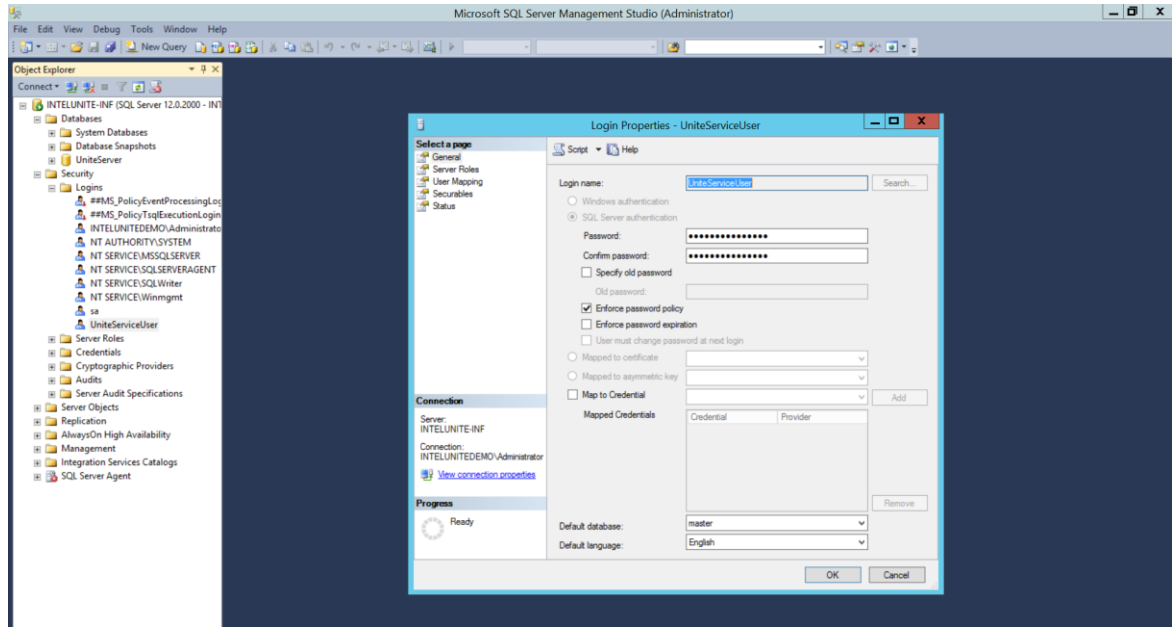 Microsoft SQL Server Management Studio (Administrator)
File Edit View Debug Tools Window Help
New Query
Object Explorer
Connect
INTELUNITE-INF (SQL Server 12.0.2000 - INT
Databases
System Databases
Database Snapshots
UniteServer
Security
Logins
##MS_PolicyEventProcessingLog
##MS_PolicyTsqlExecutionLogin
INTELUNITEDEMO\Administrato
NT AUTHORITY\SYSTEM
NT SERVICE\MSSQLSERVER
NT SERVICE\SQLSERVERAGENT
NT SERVICE\SQLWriter
NT SERVICE\Winmgmt
sa
UniteServiceUser
Server Roles
Credentials
Cryptographic Providers
Audits
Server Audit Specifications
Server Objects
Replication
AlwaysOn High Availability
Management
Integration Services Catalogs
SQL Server Agent
Login Properties - UniteServiceUser
Select a page
General
Server Roles
User Mapping
Securables
Status
Connection
Server:
INTELUNITE-INF
Connection:
INTELUNITEDEMO\Administrator
View connection properties
Progress
Ready
Script Help
Login name: UniteServiceUser Search...
Windows authentication
SQL Server authentication
Password: •••••••••••••••
Confirm password: •••••••••••••••
Specify old password
Old password:
Enforce password policy
Enforce password expiration
User must change password at next login
Mapped to certificate
Mapped to asymmetric key
Map to Credential Add
Mapped Credentials Credential Provider
Remove
Default database: master
Default language: English
OK Cancel